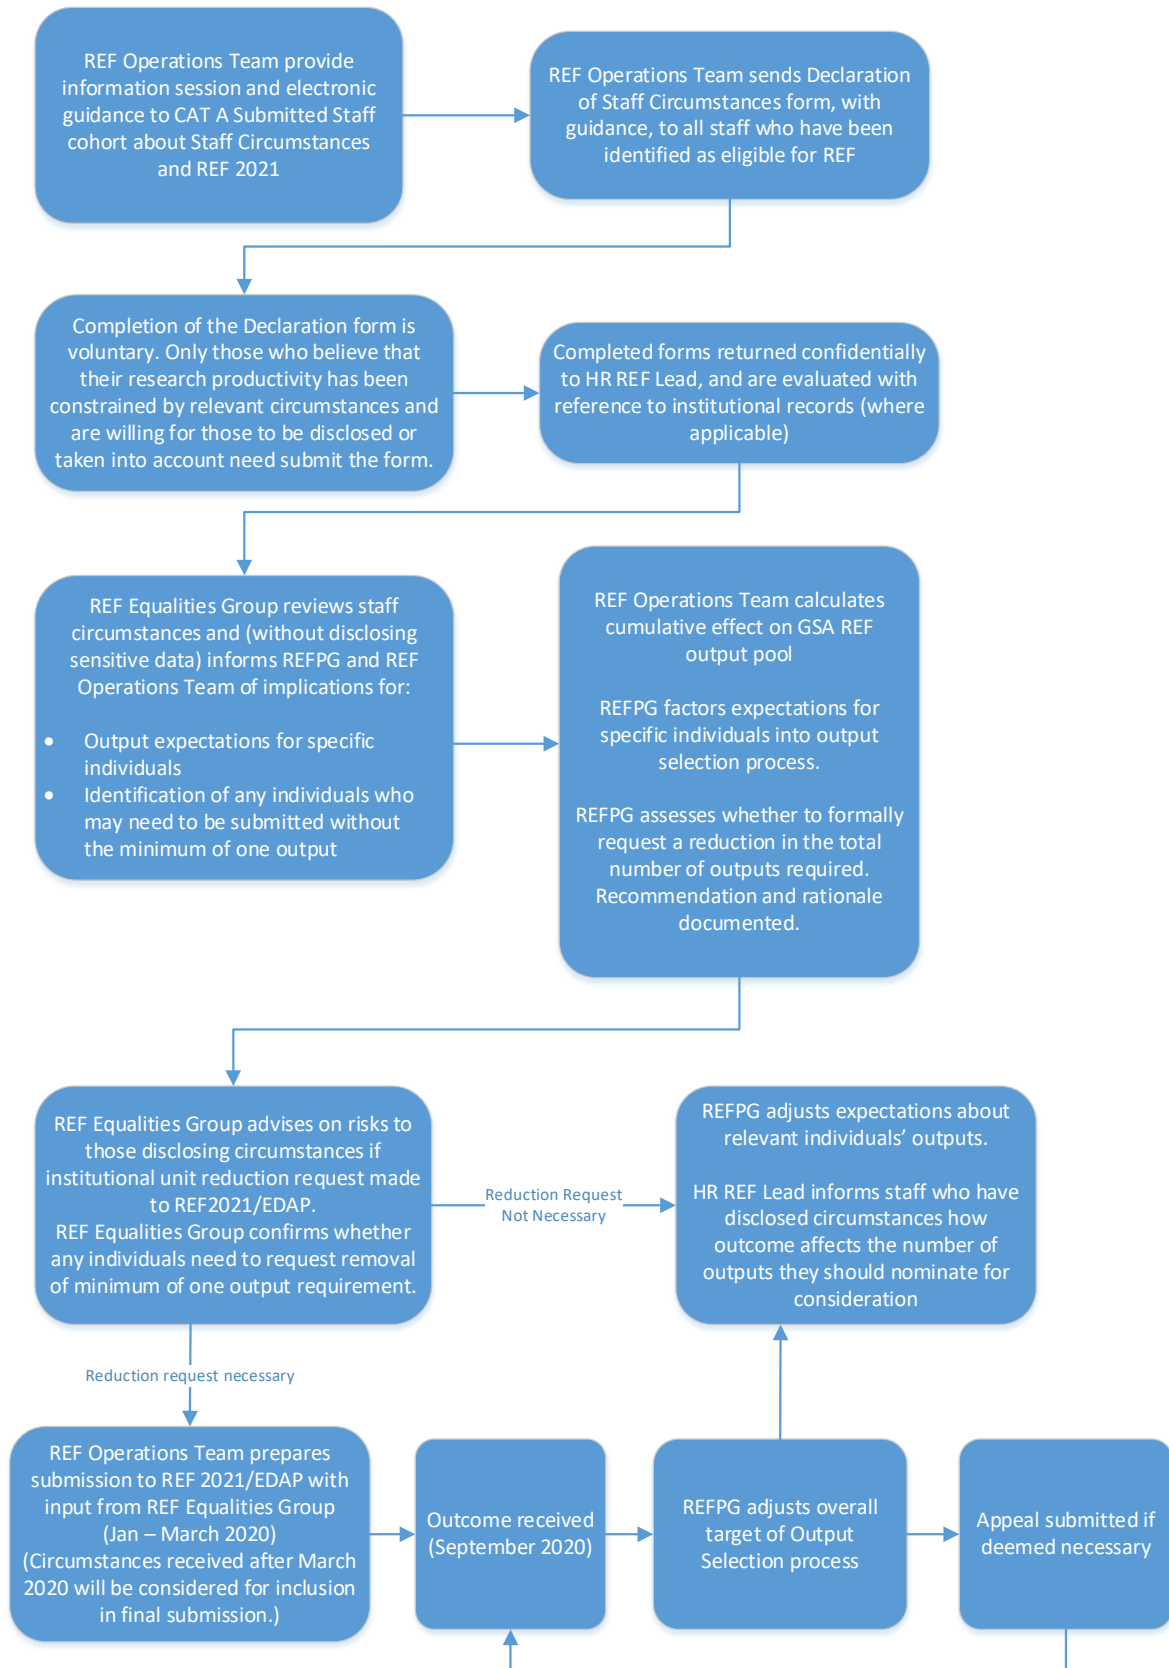 REF Operations Team provide
information session and electronic
guidance to CAT A Submitted Staff
cohort about Staff Circumstances
and REF 2021
REF Operations Team sends Declaration
of Staff Circumstances form, with
guidance, to all staff who have been
identified as eligible for REF
Completion of the Declaration form is
voluntary. Only those who believe that
their research productivity has been
constrained by relevant circumstances and
are willing for those to be disclosed or
taken into account need submit the form.
Completed forms returned confidentially
to HR REF Lead, and are evaluated with
reference to institutional records (where
applicable)
REF Equalities Group reviews staff
circumstances and (without disclosing
sensitive data) informs REFPG and REF
Operations Team of implications for:
• Output expectations for specific
individuals
• Identification of any individuals who
may need to be submitted without
the minimum of one output
REF Operations Team calculates
cumulative effect on GSA REF
output pool
REFPG factors expectations for
specific individuals into output
selection process.
REFPG assesses whether to formally
request a reduction in the total
number of outputs required.
Recommendation and rationale
documented.
REF Equalities Group advises on risks to
those disclosing circumstances if
institutional unit reduction request made
to REF2021/EDAP.
REF Equalities Group confirms whether
any individuals need to request removal
of minimum of one output requirement.
Reduction Request
Not Necessary
REFPG adjusts expectations about
relevant individuals’ outputs.
HR REF Lead informs staff who have
disclosed circumstances how
outcome affects the number of
outputs they should nominate for
consideration
Reduction request necessary
REF Operations Team prepares
submission to REF 2021/EDAP with
input from REF Equalities Group
(Jan – March 2020)
(Circumstances received after March
2020 will be considered for inclusion
in final submission.)
Outcome received
(September 2020)
REFPG adjusts overall
target of Output
Selection process
Appeal submitted if
deemed necessary